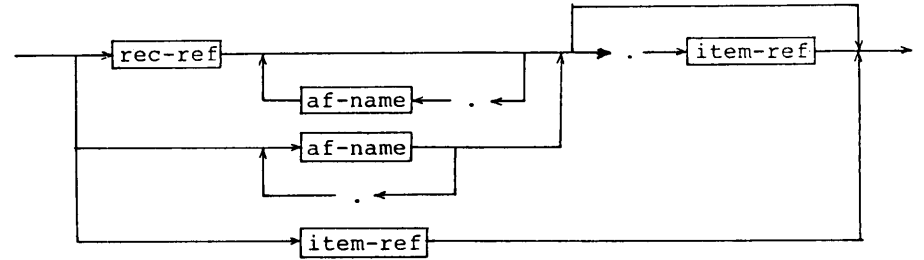 rec-ref . item-ref
af-name .
af-name
.
item-ref